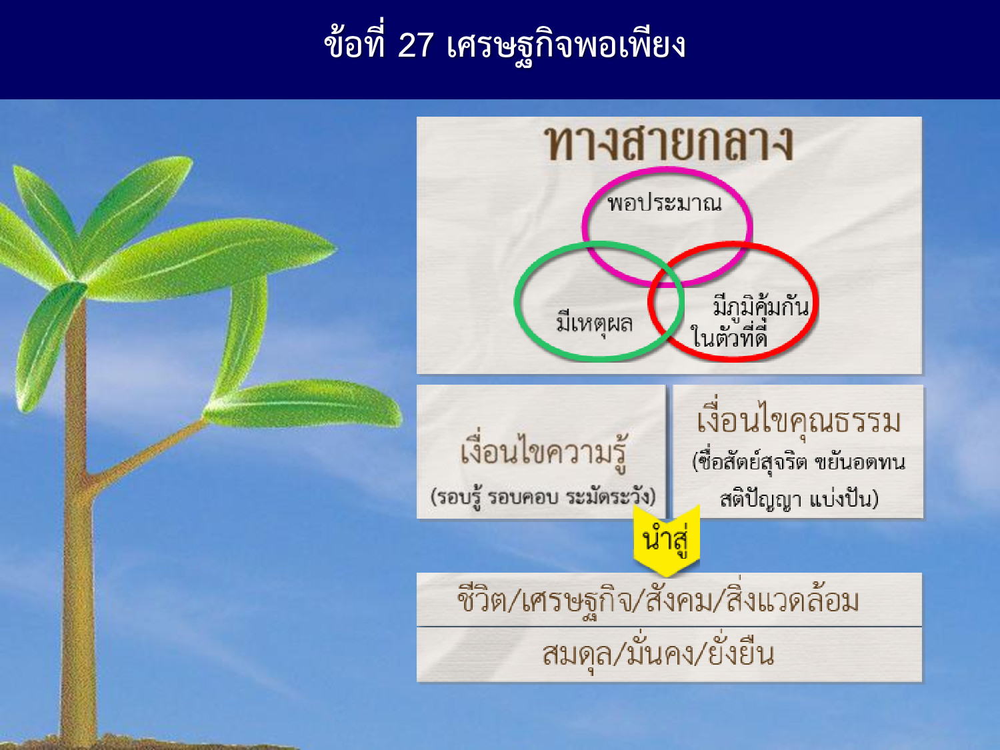 ข้อที่ 27 เศรษฐกิจพอเพียง
ทางสายกลาง
พอประมาณ
มีเหตุผล
มีภูมิคุ้มกัน
ในตัวที่ดี
เงื่อนไขความรู้
(รอบรู้ รอบคอบ ระมัดระวัง)
เงื่อนไขคุณธรรม
(ซื่อสัตย์สุจริต ขยันอดทน
สติปัญญา แบ่งปัน)
นำสู่
ชีวิต/เศรษฐกิจ/สังคม/สิ่งแวดล้อม
สมดุล/มั่นคง/ยั่งยืน